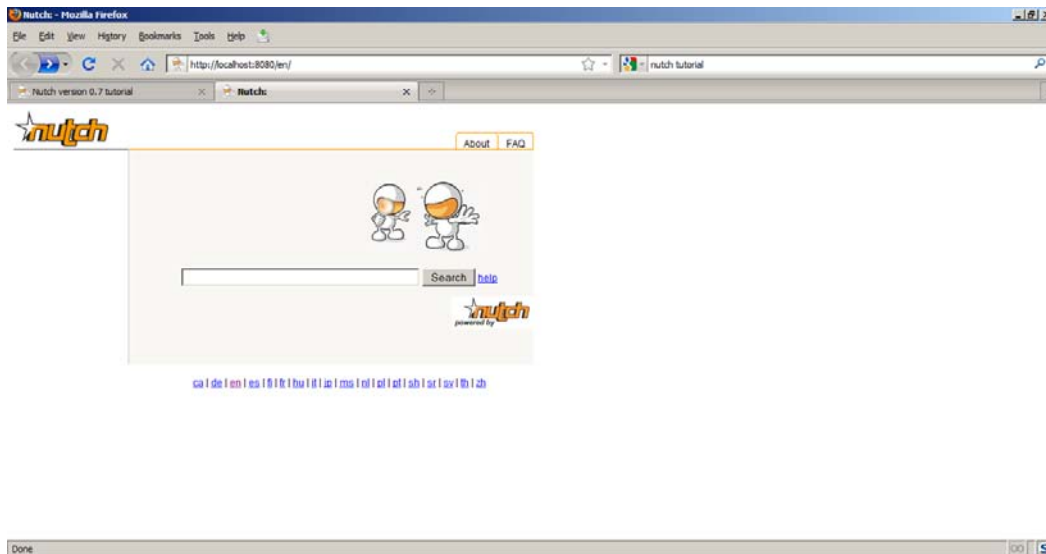 Nutch: - Mozilla Firefox
File Edit View History Bookmarks Tools Help
http://localhost:8080/en/ nutch tutorial
Nutch version 0.7 tutorial Nutch:
nutch
About FAQ
Search help
nutch
powered by
ca | de | en | es | fi | fr | hu | it | jp | ms | nl | pl | pt | sh | sr | sv | th | zh
Done